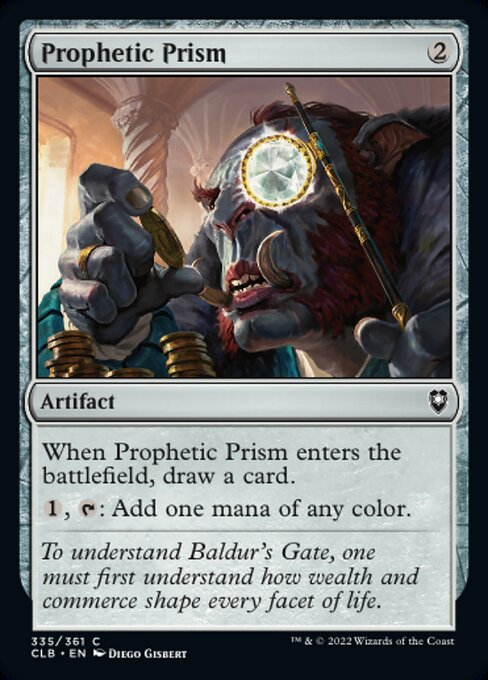 Prophetic Prism 2
Artifact
When Prophetic Prism enters the
battlefield, draw a card.
1, : Add one mana of any color.
To understand Baldur's Gate, one
must first understand how wealth and
commerce shape every facet of life.
335/361 C
CLB • EN Diego Gisbert
™ & © 2022 Wizards of the Coast